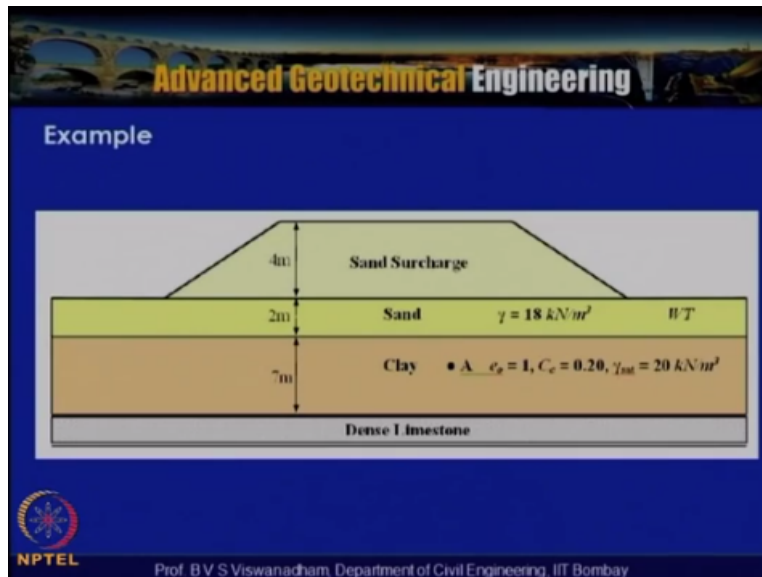 Advanced Geotechnical Engineering
Example
4m Sand Surcharge
2m Sand γ = 18 kN/m³ WT
7m Clay • A eₒ = 1, C꜀ = 0.20, γsat = 20 kN/m³
Dense Limestone
NPTEL
Prof. B V S Viswanadham, Department of Civil Engineering, IIT Bombay